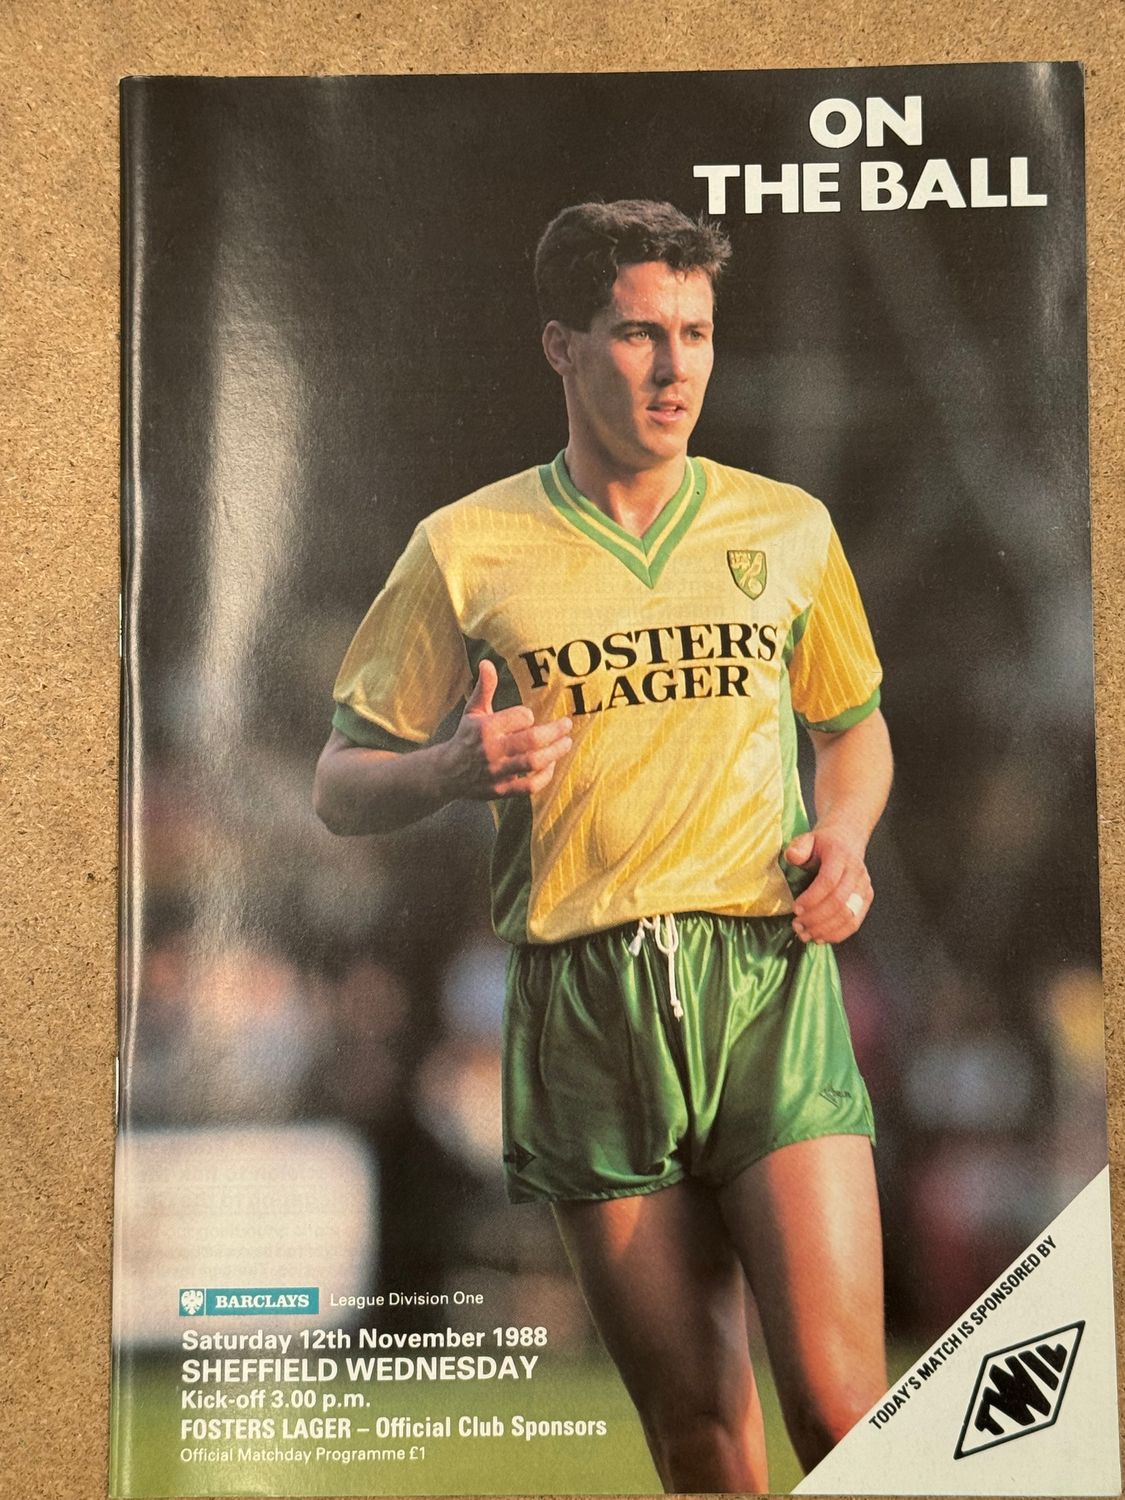 ON
THE BALL
FOSTER'S
LAGER
BARCLAYS League Division One
Saturday 12th November 1988
SHEFFIELD WEDNESDAY
Kick-off 3.00 p.m.
FOSTERS LAGER – Official Club Sponsors
Official Matchday Programme £1
TODAY'S MATCH IS SPONSORED BY
TWIL